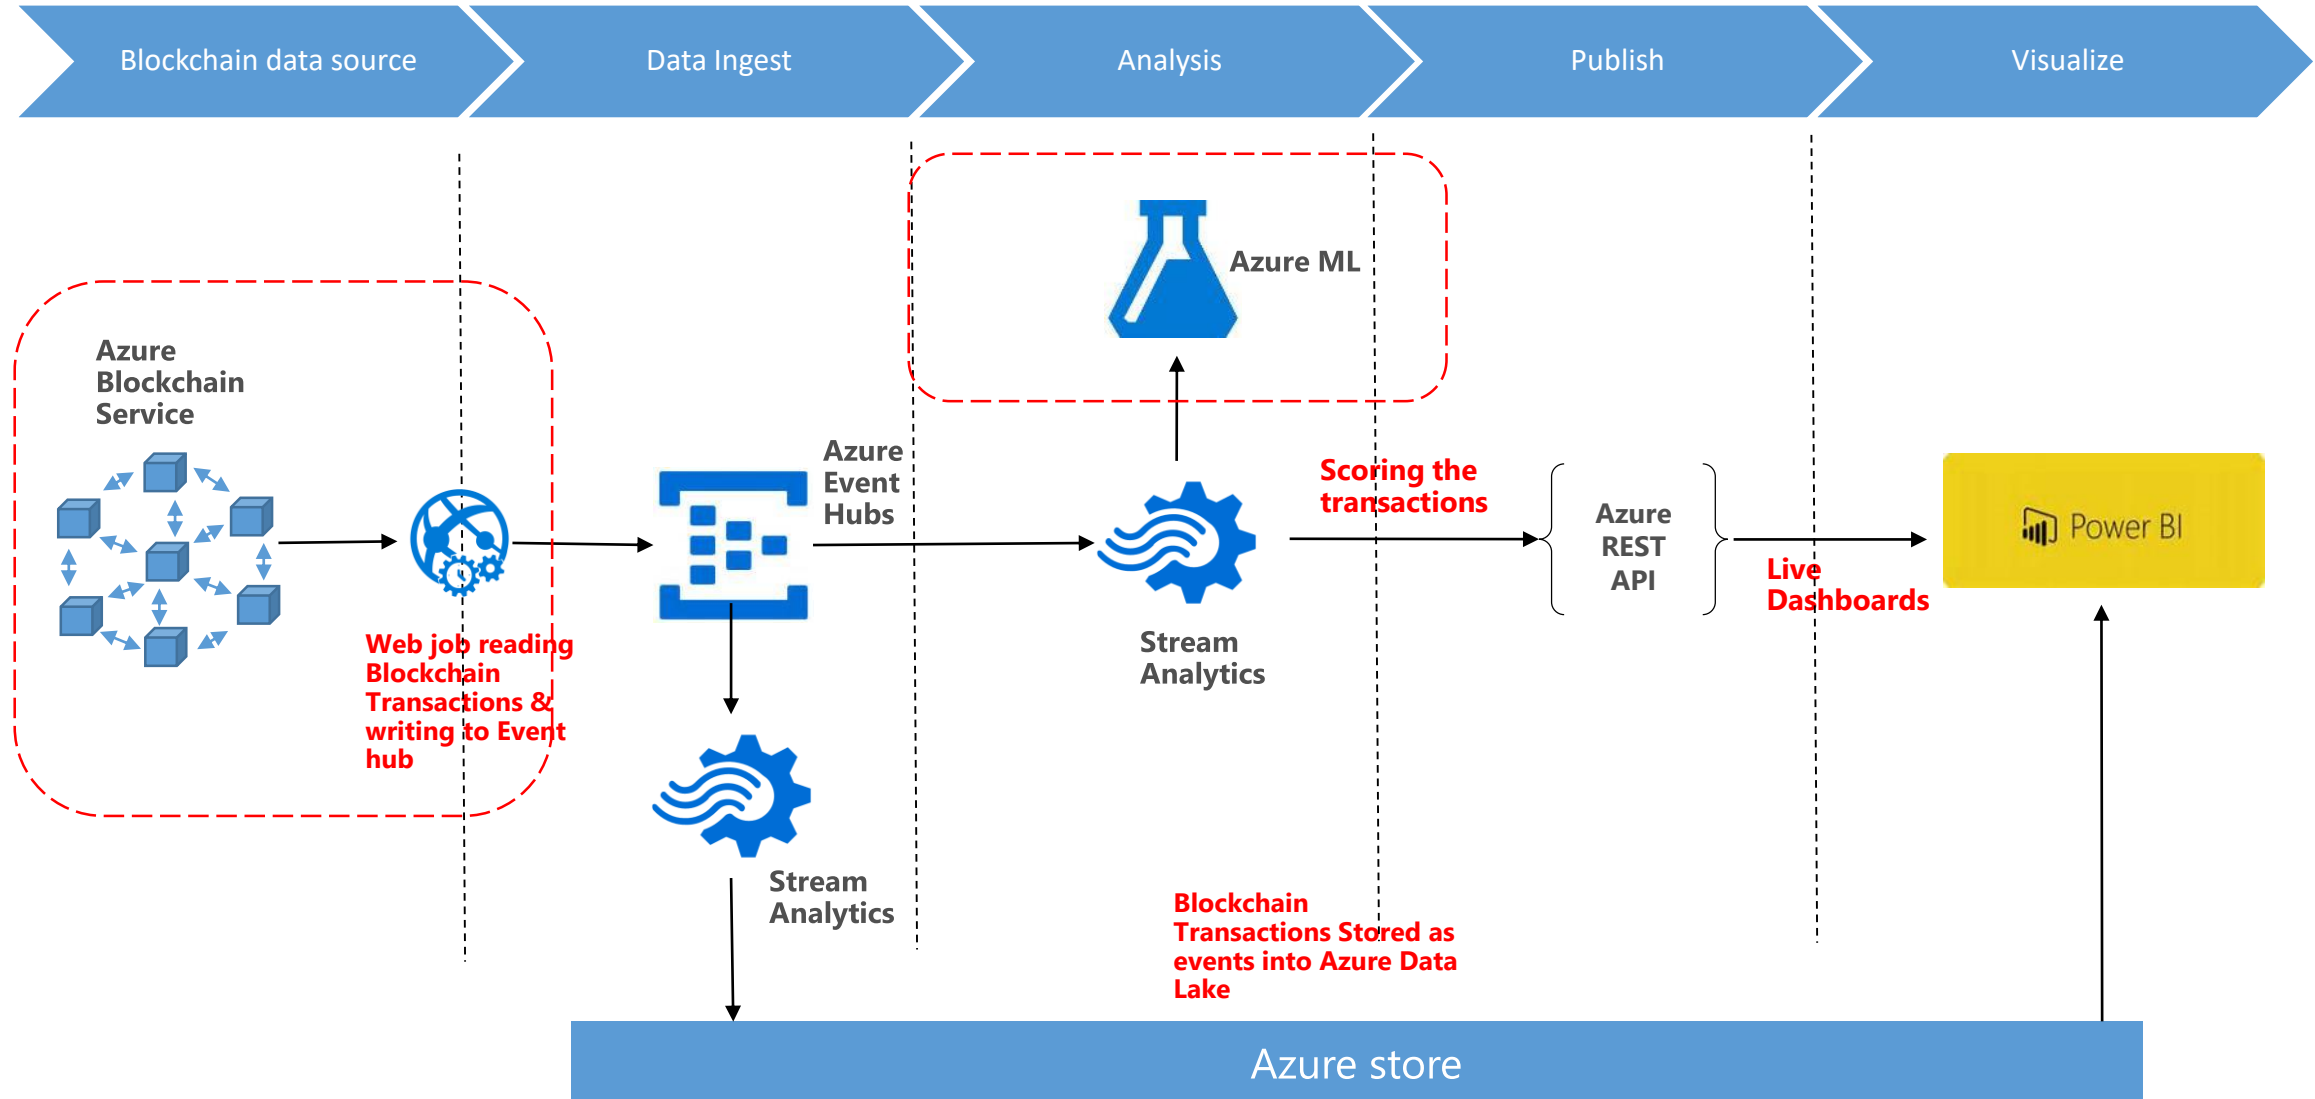 Blockchain data source
Data Ingest
Analysis
Publish
Visualize
Azure ML
Azure
Blockchain
Service
Azure
Event
Hubs
Scoring the
transactions
Azure
REST
API
Power BI
Live
Dashboards
Web job reading
Blockchain
Transactions &
writing to Event
hub
Stream
Analytics
Stream
Analytics
Blockchain
Transactions Stored as
events into Azure Data
Lake
Azure store